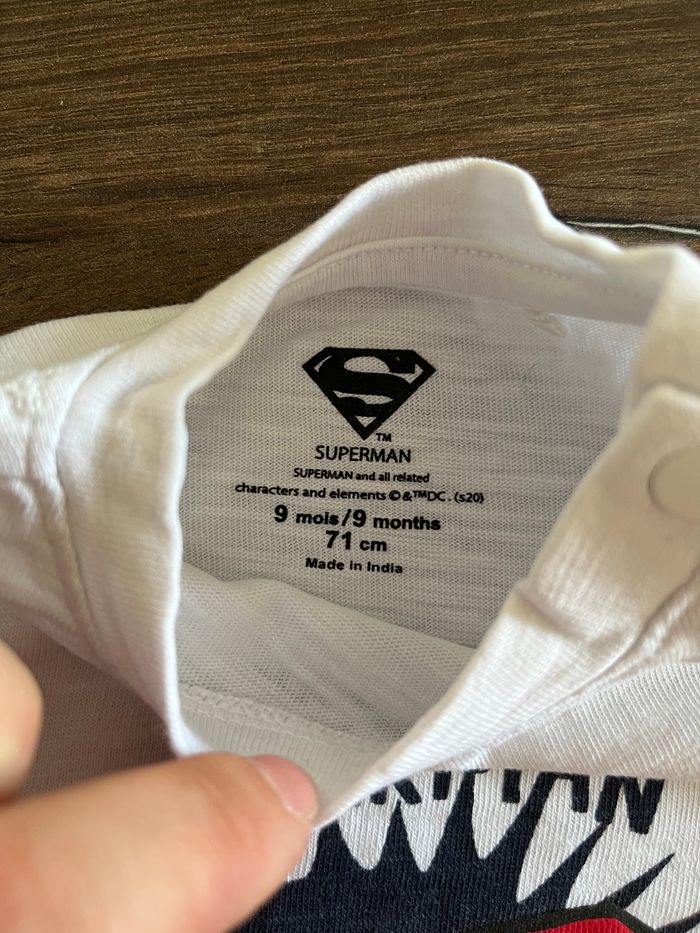 TM
SUPERMAN
SUPERMAN and all related
characters and elements ©&™DC. (s20)
9 mois/9 months
71 cm
Made in India